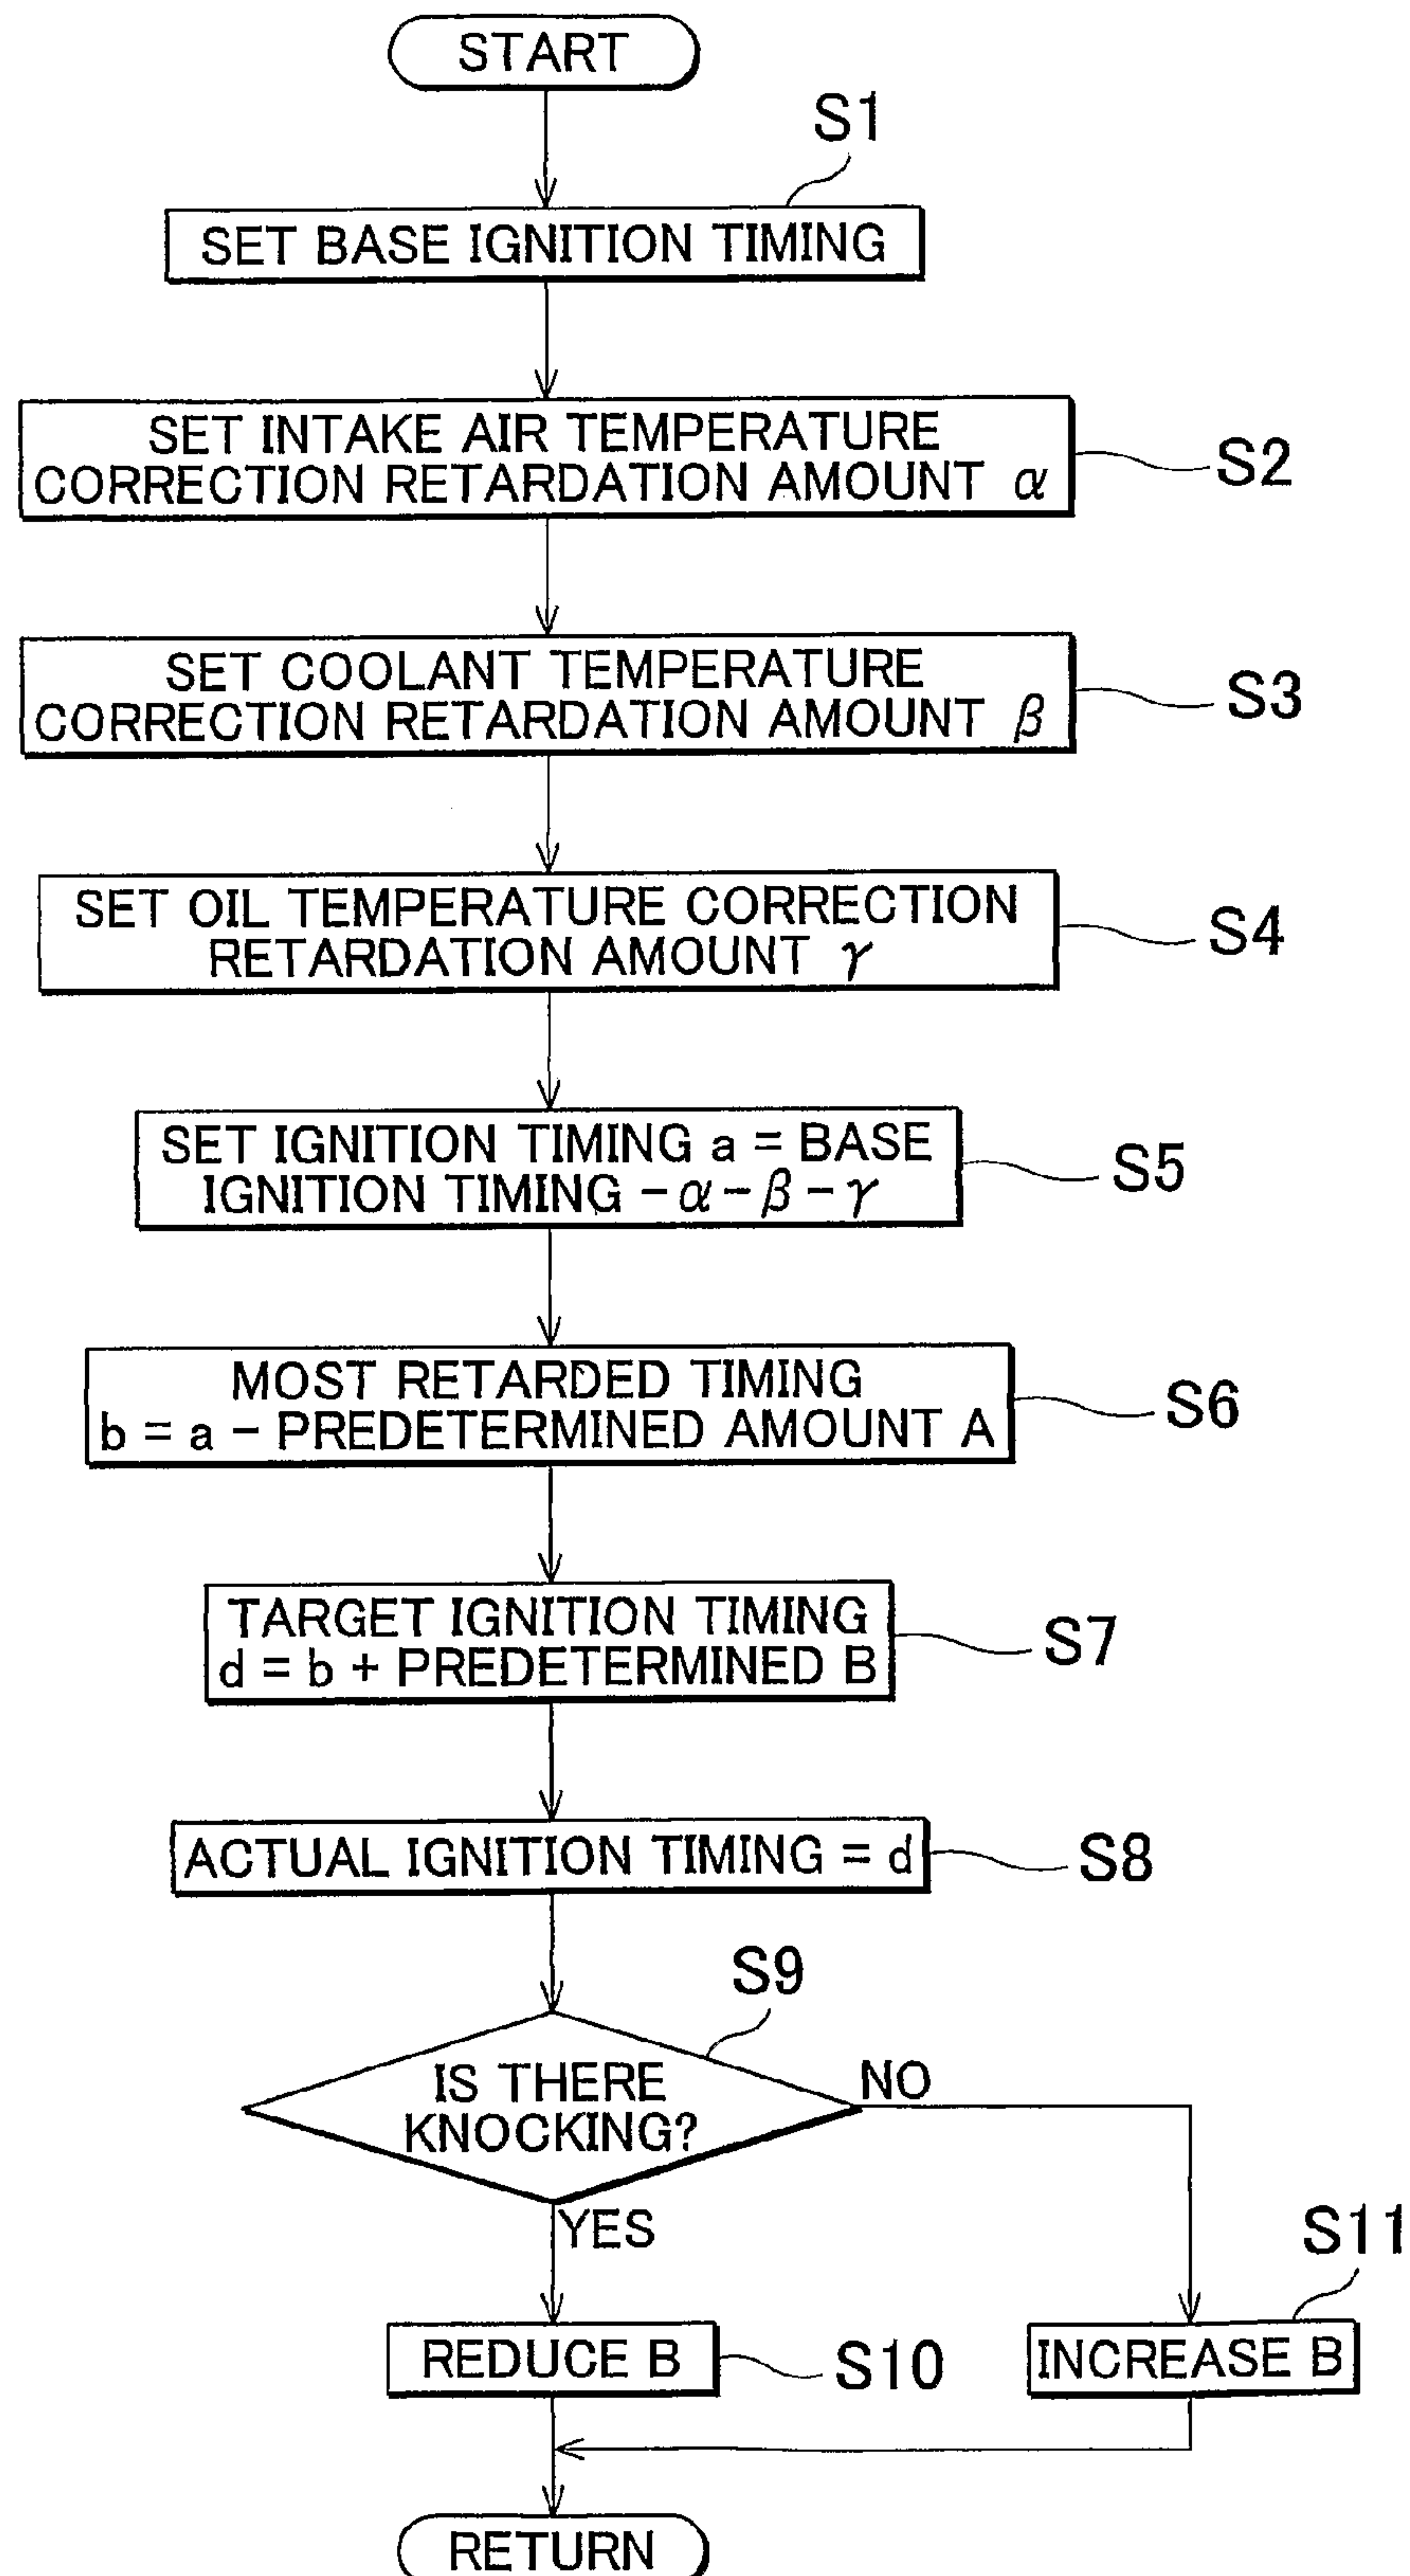 START
S1
SET BASE IGNITION TIMING
SET INTAKE AIR TEMPERATURE
CORRECTION RETARDATION AMOUNT α
S2
SET COOLANT TEMPERATURE
CORRECTION RETARDATION AMOUNT β
S3
SET OIL TEMPERATURE CORRECTION
RETARDATION AMOUNT γ
S4
SET IGNITION TIMING a = BASE
IGNITION TIMING - α - β - γ
S5
MOST RETARDED TIMING
b = a - PREDETERMINED AMOUNT A
S6
TARGET IGNITION TIMING
d = b + PREDETERMINED B
S7
ACTUAL IGNITION TIMING = d
S8
S9
IS THERE
KNOCKING?
NO
YES
S11
REDUCE B
S10
INCREASE B
RETURN